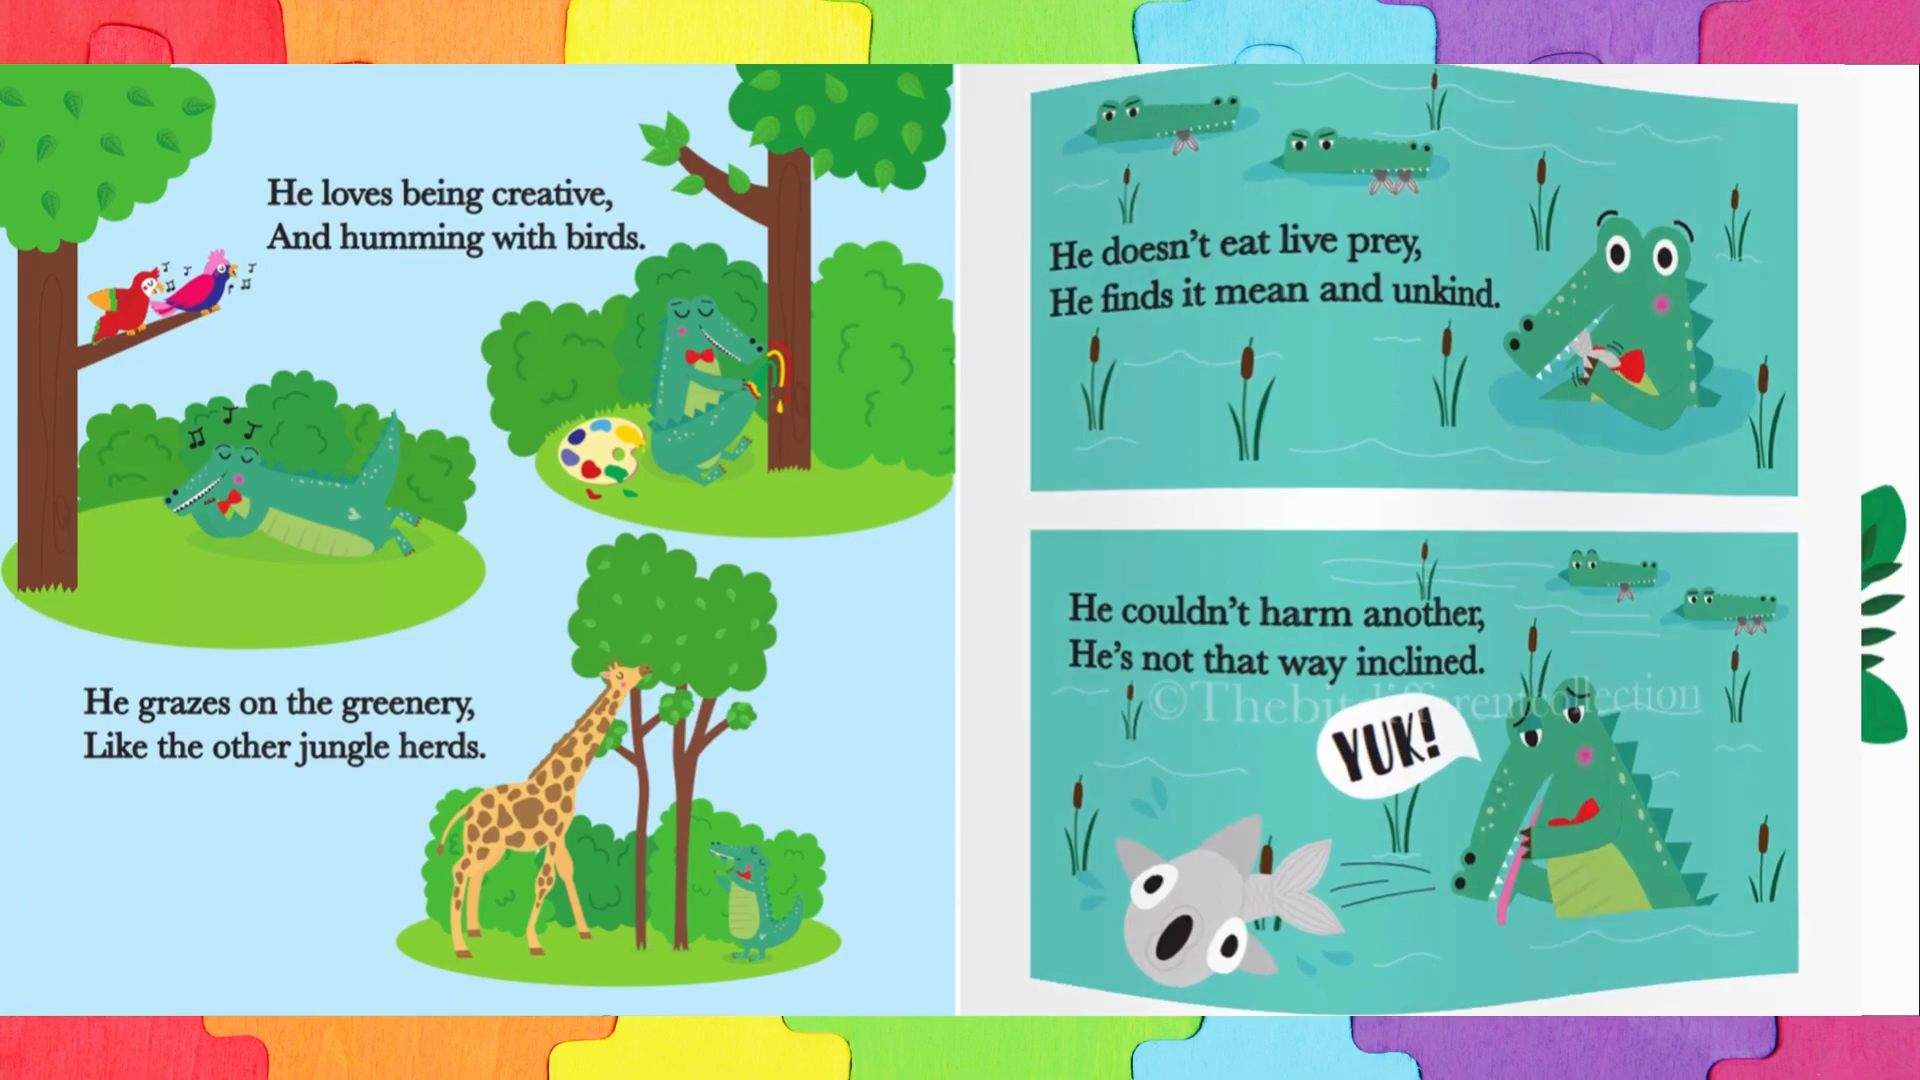 He loves being creative,
And humming with birds.
He grazes on the greenery,
Like the other jungle herds.
He doesn't eat live prey,
He finds it mean and unkind.
He couldn't harm another,
He's not that way inclined.
©Thebitdifferentcollection
YUK!